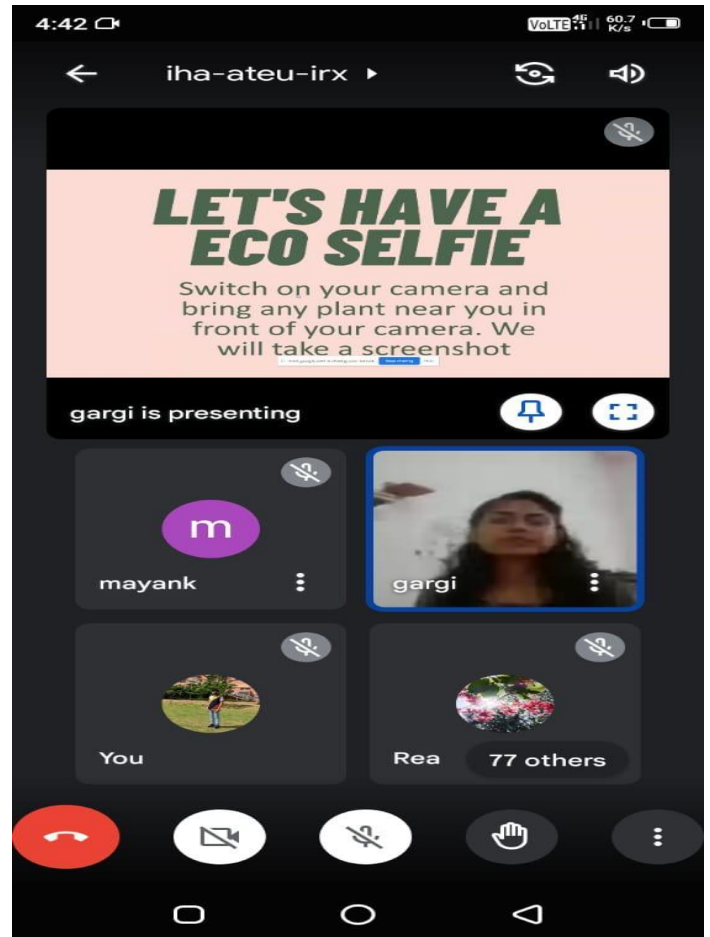 4:42 VoLTE 4G 60.7 K/s
iha-ateu-irx
LET'S HAVE A
ECO SELFIE
Switch on your camera and
bring any plant near you in
front of your camera. We
will take a screenshot
gargi is presenting
m
mayank
gargi
You
Rea 77 others